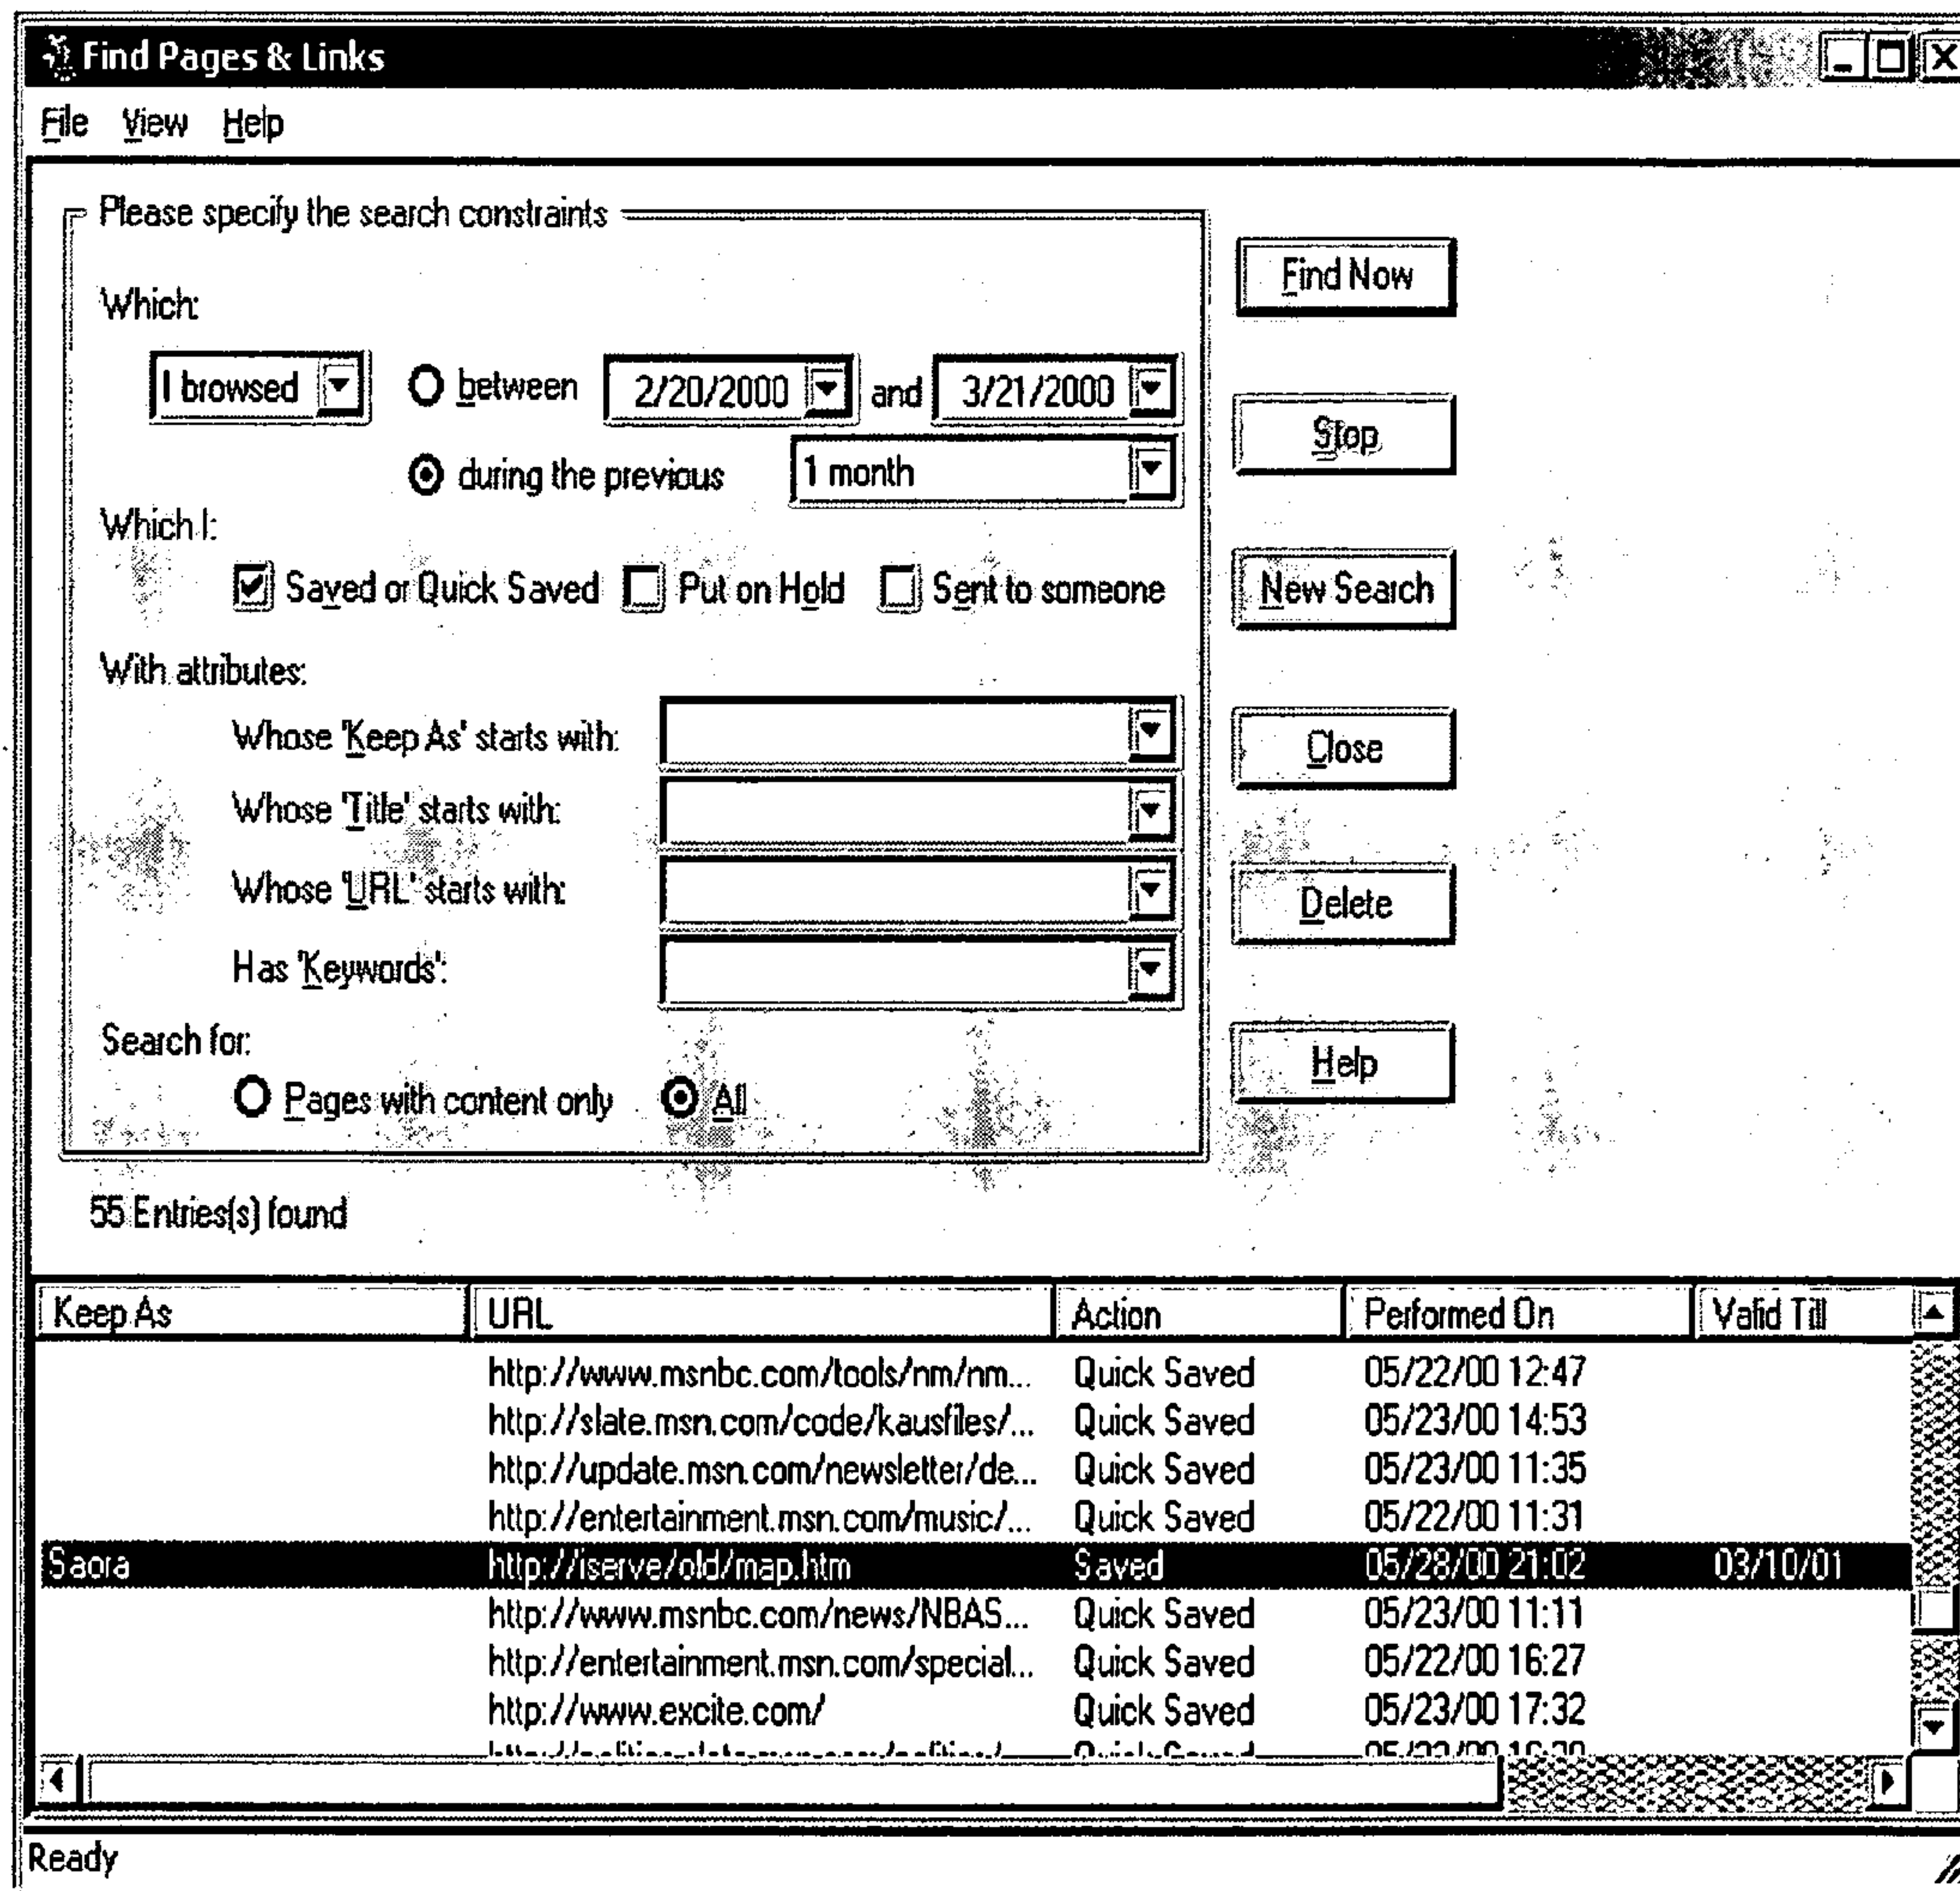 Find Pages & Links
File View Help
Please specify the search constraints
Find Now
Which:
I browsed between 2/20/2000 and 3/21/2000
Stop
during the previous 1 month
Which I:
Saved or Quick Saved Put on Hold Sent to someone
New Search
With attributes:
Whose 'Keep As' starts with:
Close
Whose 'Title' starts with:
Whose 'URL' starts with:
Delete
Has 'Keywords':
Search for:
Help
Pages with content only All
55 Entries(s) found
Keep As URL Action Performed On Valid Till
http://www.msnbc.com/tools/nm/nm... Quick Saved 05/22/00 12:47
http://slate.msn.com/code/kausfiles/... Quick Saved 05/23/00 14:53
http://update.msn.com/newsletter/de... Quick Saved 05/23/00 11:35
http://entertainment.msn.com/music/... Quick Saved 05/22/00 11:31
Saora http://iserve/old/map.htm Saved 05/28/00 21:02 03/10/01
http://www.msnbc.com/news/NBAS... Quick Saved 05/23/00 11:11
http://entertainment.msn.com/special... Quick Saved 05/22/00 16:27
http://www.excite.com/ Quick Saved 05/23/00 17:32
Quick Saved
Ready